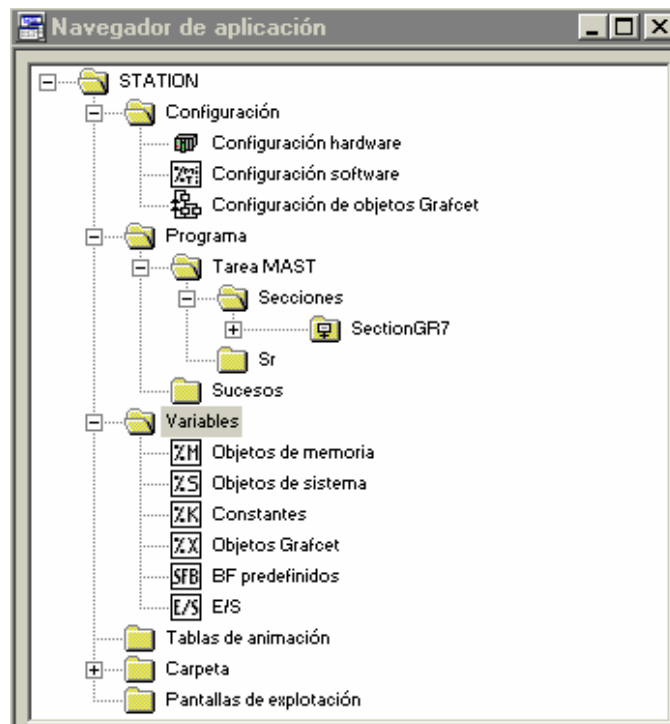 Navegador de aplicación
STATION
Configuración
Configuración hardware
Configuración software
Configuración de objetos Grafcet
Programa
Tarea MAST
Secciones
SectionGR7
Sr
Sucesos
Variables
%M Objetos de memoria
%S Objetos de sistema
%K Constantes
%X Objetos Grafcet
SFB BF predefinidos
E/S E/S
Tablas de animación
Carpeta
Pantallas de explotación